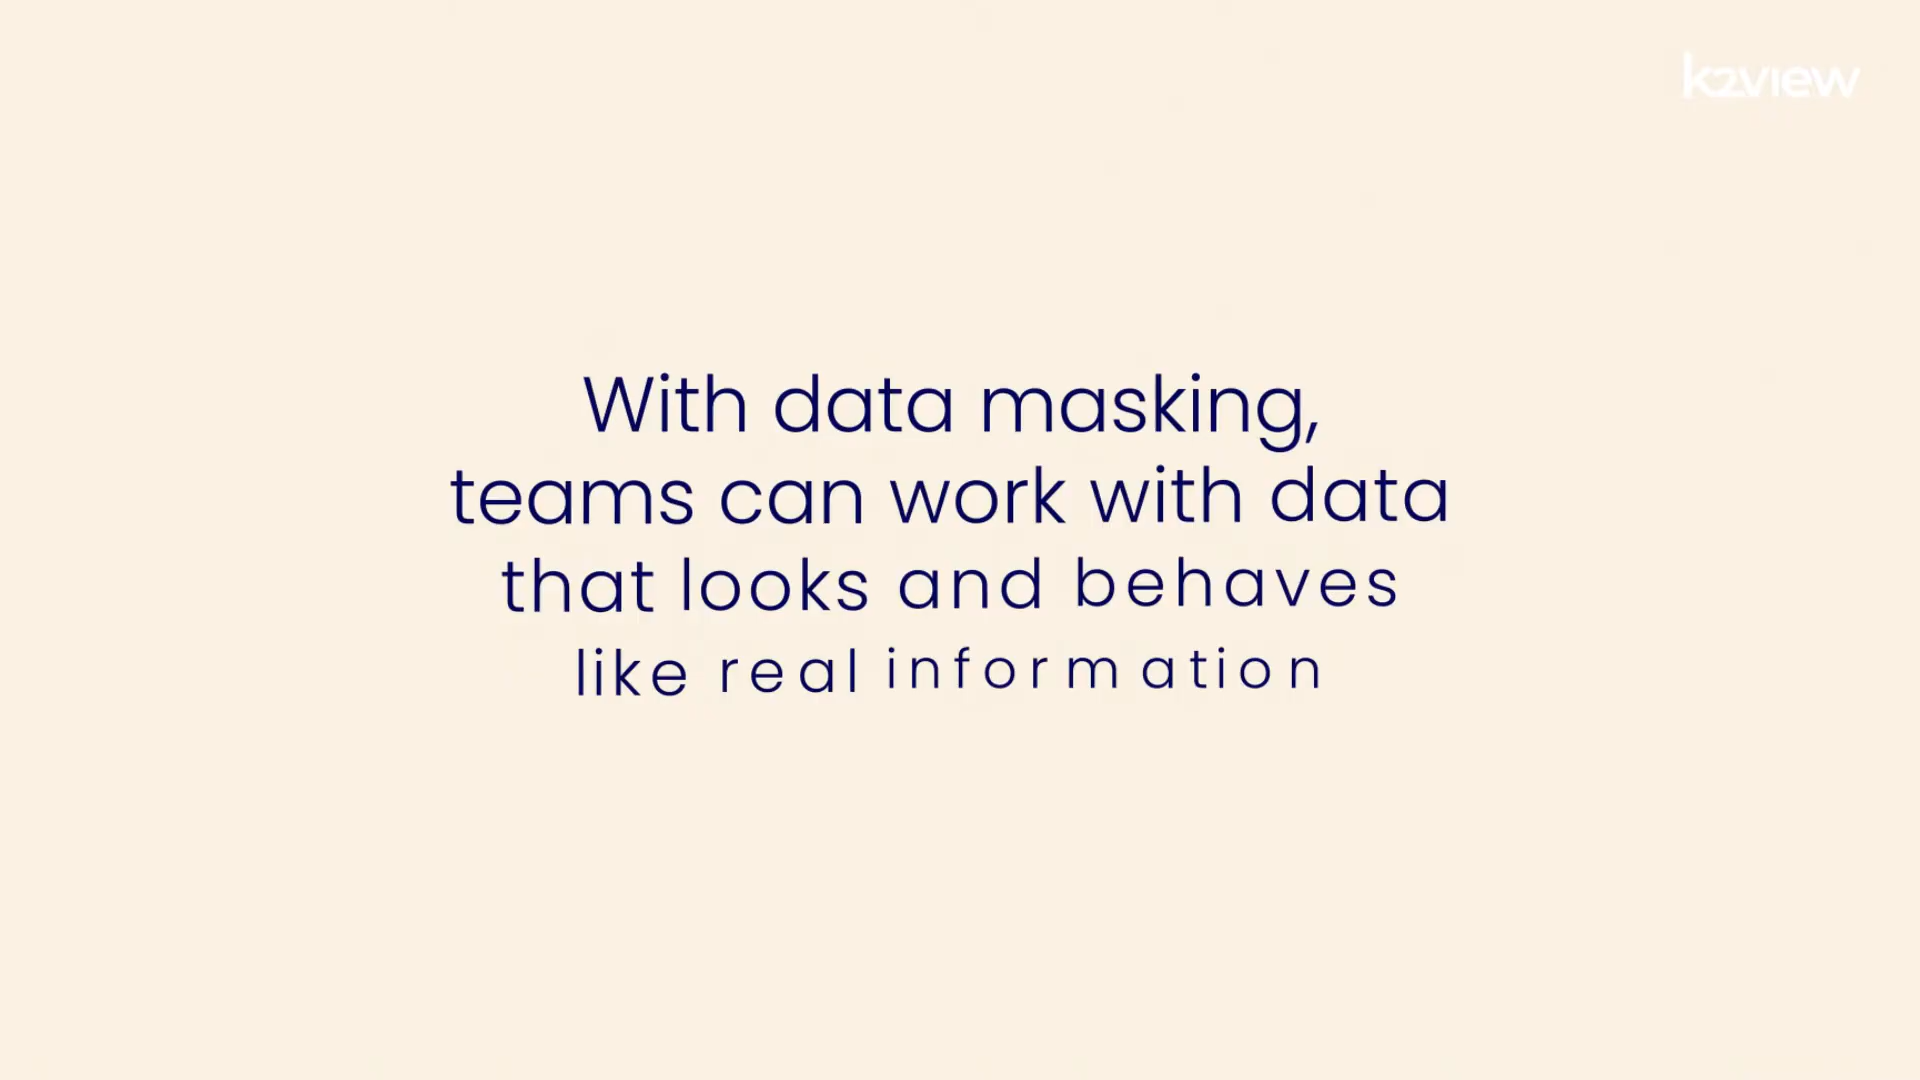 k2view
With data masking,
teams can work with data
that looks and behaves
like real information